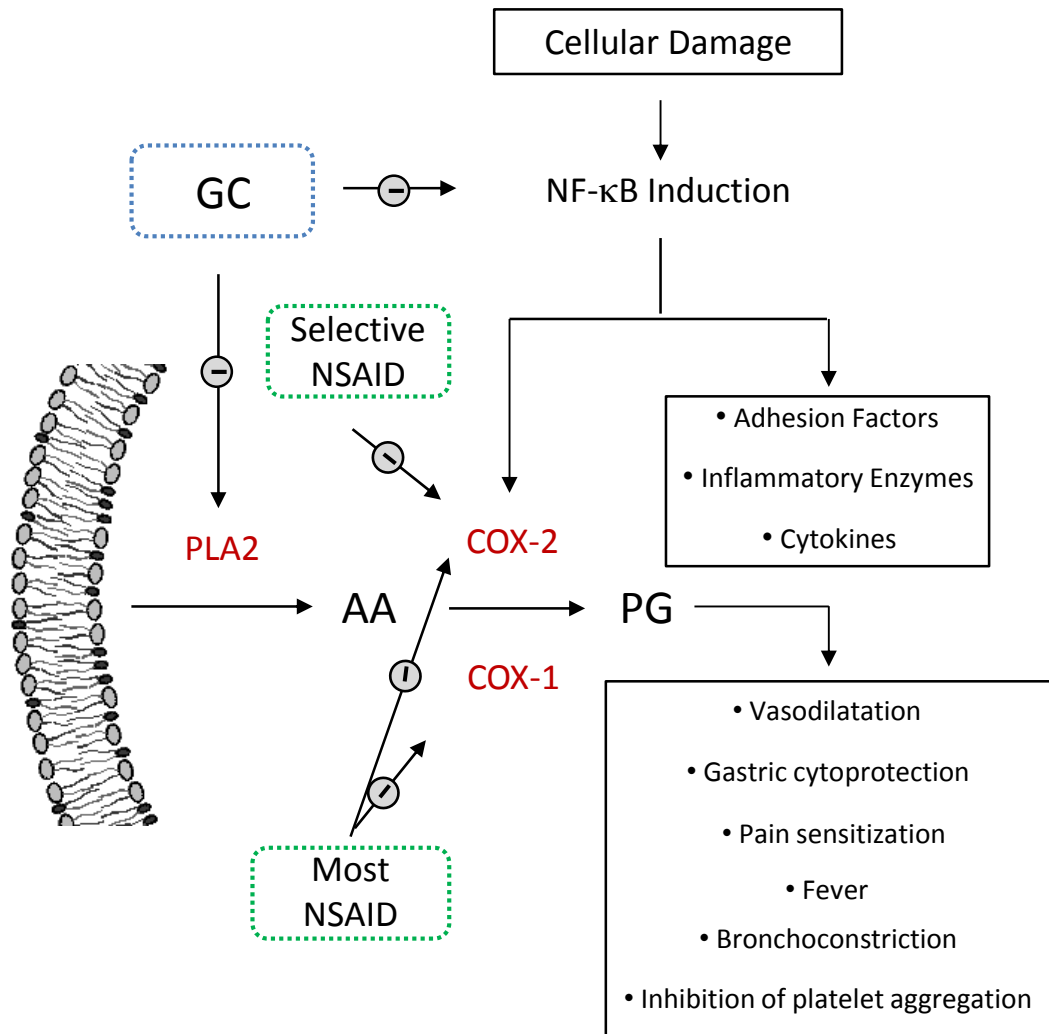 Cellular Damage
GC
NF-κB Induction
Selective
NSAID
• Adhesion Factors
• Inflammatory Enzymes
• Cytokines
PLA2
COX-2
AA
PG
COX-1
• Vasodilatation
• Gastric cytoprotection
• Pain sensitization
• Fever
• Bronchoconstriction
• Inhibition of platelet aggregation
Most
NSAID